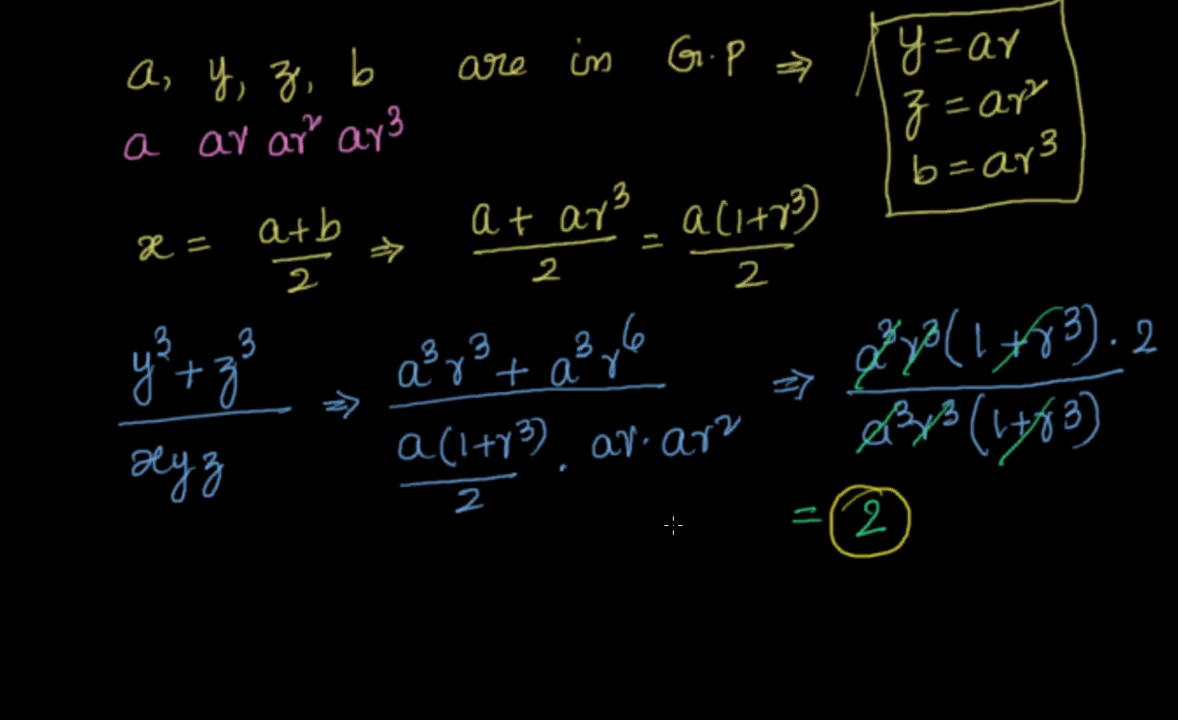 a, y, z, b are in G.P ⇒
y = ar
z = ar²
b = ar³
a ar ar² ar³
x = (a+b)/2 ⇒ (a + ar³)/2 = a(1+r³)/2
(y³+z³)/(xyz) ⇒ (a³r³ + a³r⁶)/(a(1+r³)/2 . ar.ar²) ⇒ (a³r³(1+r³).2)/(a³r³(1+r³))
= 2